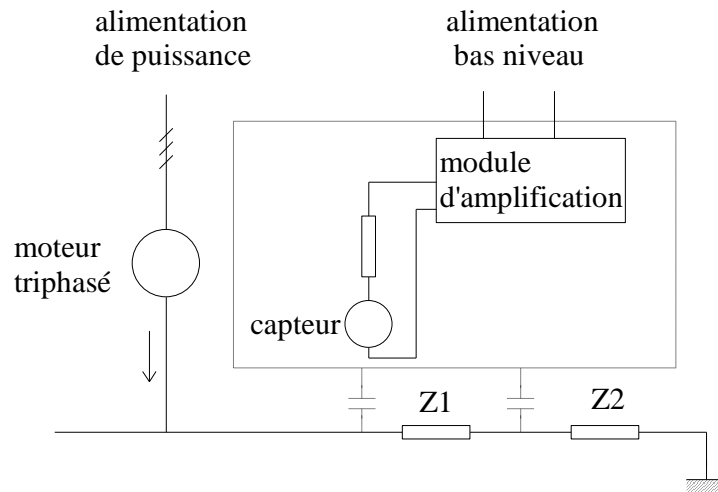 alimentation
de puissance
alimentation
bas niveau
module
d'amplification
moteur
triphasé
capteur
Z1
Z2